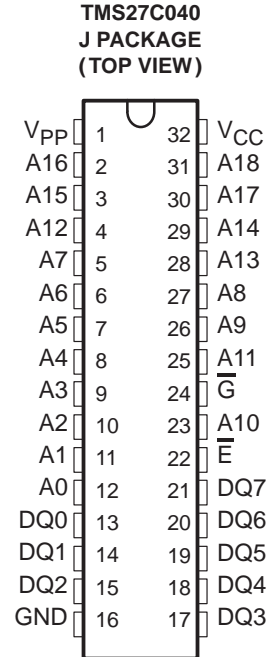 TMS27C040
J PACKAGE
(TOP VIEW)
VPP 1 32 VCC
A16 2 31 A18
A15 3 30 A17
A12 4 29 A14
A7 5 28 A13
A6 6 27 A8
A5 7 26 A9
A4 8 25 A11
A3 9 24 G̅
A2 10 23 A10
A1 11 22 E̅
A0 12 21 DQ7
DQ0 13 20 DQ6
DQ1 14 19 DQ5
DQ2 15 18 DQ4
GND 16 17 DQ3